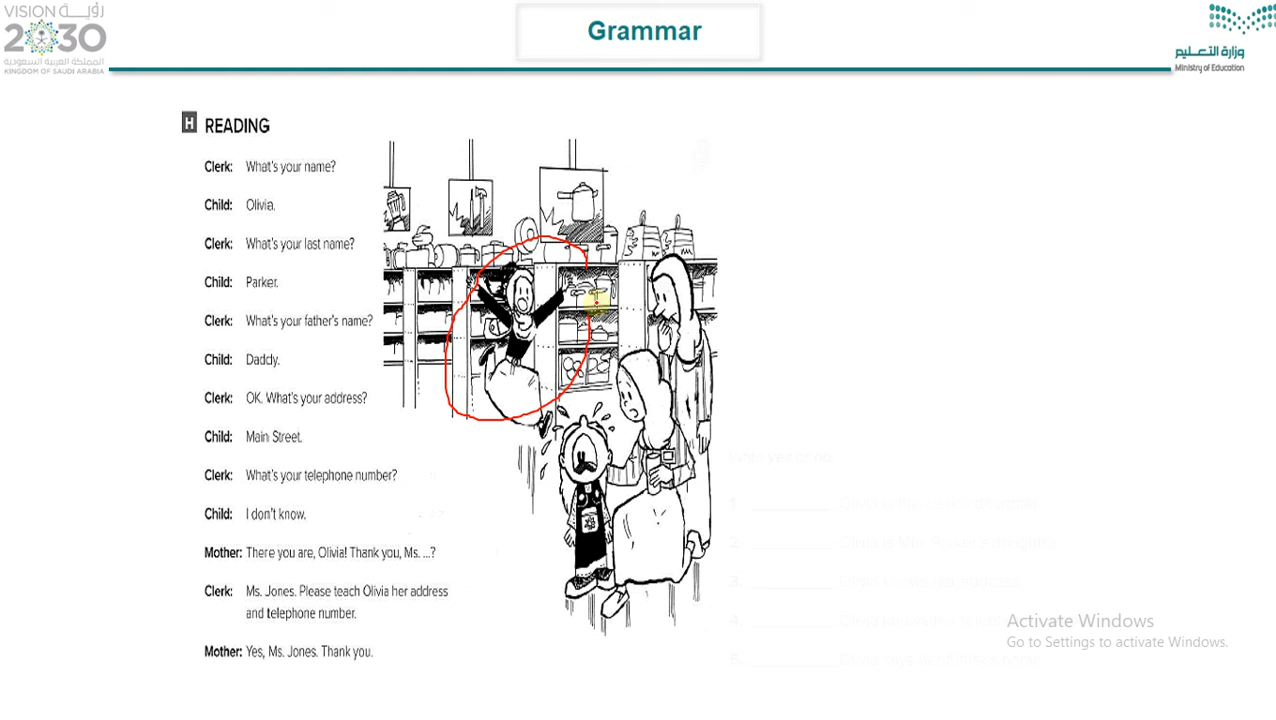 VISION رؤيــة
2030
المملكة العربية السعودية
KINGDOM OF SAUDI ARABIA
Grammar
وزارة التعـليم
Ministry of Education
H READING
Clerk: What's your name?
Child: Olivia.
Clerk: What's your last name?
Child: Parker.
Clerk: What's your father's name?
Child: Daddy.
Clerk: OK. What's your address?
Child: Main Street.
Clerk: What's your telephone number?
Child: I don't know.
Mother: There you are, Olivia! Thank you, Ms. ...?
Clerk: Ms. Jones. Please teach Olivia her address
and telephone number.
Mother: Yes, Ms. Jones. Thank you.
1.
2.
3.
4.
5.
Activate Windows
Go to Settings to activate Windows.